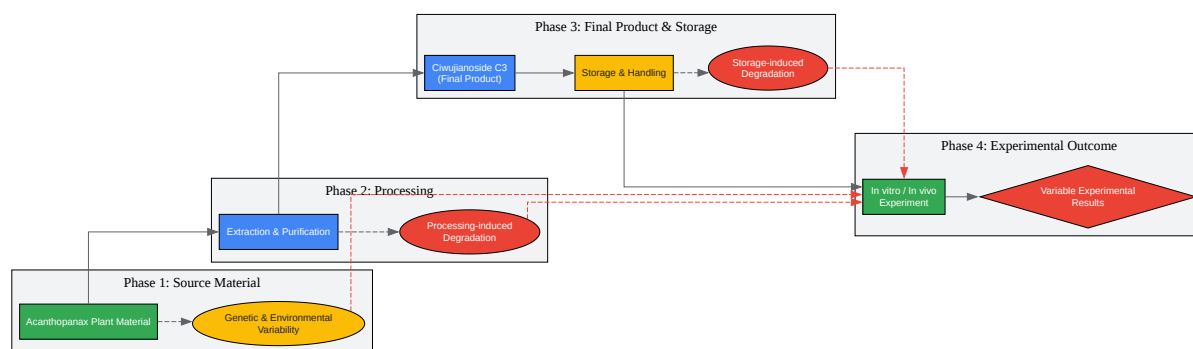 Phase 3: Final Product & Storage
Ciwujianoside C3
(Final Product)
Storage & Handling
Storage-induced
Degradation
Phase 4: Experimental Outcome
In vitro / In vivo
Experiment
Variable Experimental
Results
Phase 2: Processing
Extraction & Purification
Processing-induced
Degradation
Phase 1: Source Material
Acanthopanax Plant Material
Genetic & Environmental
Variability